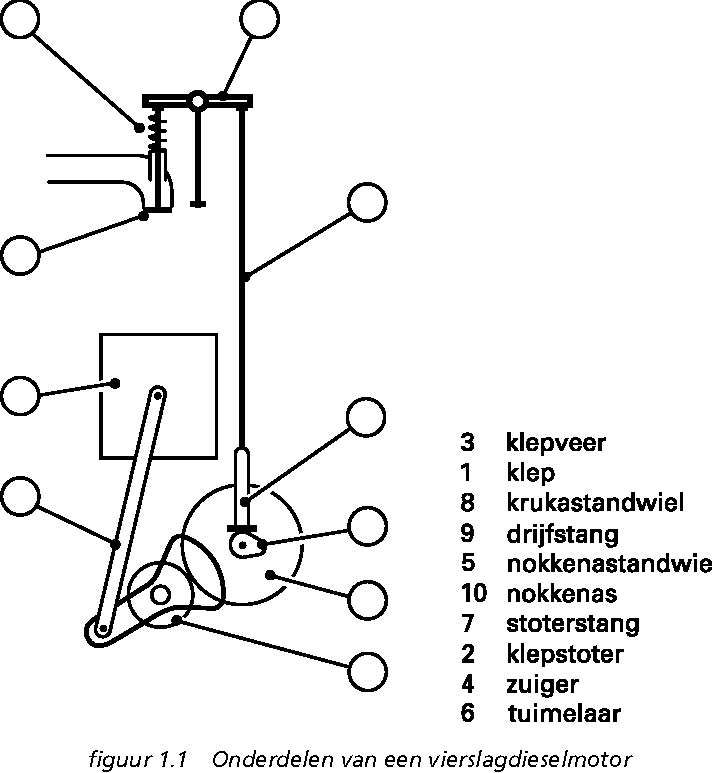 3 klepveer
1 klep
8 krukastandwiel
9 drijfstang
5 nokkenastandwie
10 nokkenas
7 stoterstang
2 klepstoter
4 zuiger
6 tuimelaar
figuur 1.1 Onderdelen van een vierslagdieselmotor